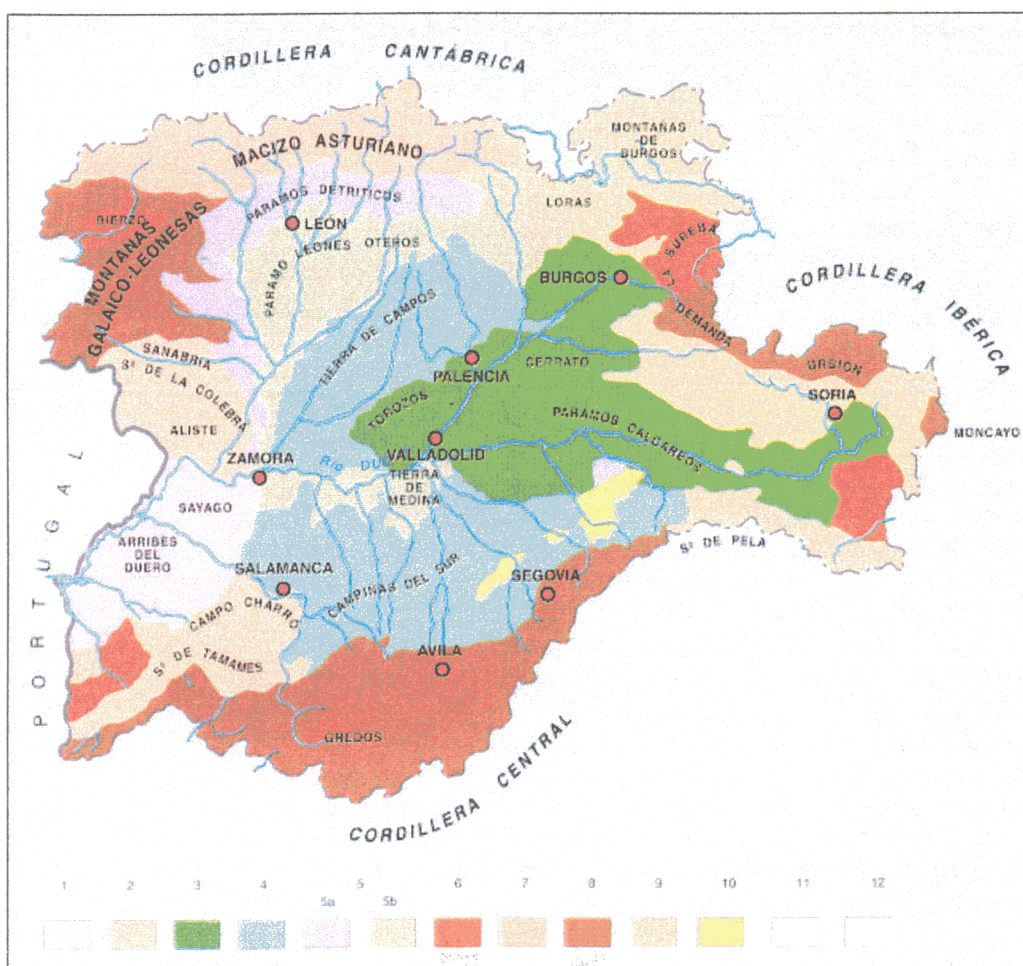 CORDILLERA CANTÁBRICA
MONTAÑAS
DE
BURGOS
MACIZO ASTURIANO
PARAMOS DETRITICOS
BIERZO
LORAS
LEÓN
MONTAÑAS
GALAICO-LEONESAS
PARAMO LEONES OTEROS
LA BUREBA
BURGOS
CORDILLERA IBÉRICA
TIERRA DE CAMPOS
DEMANDA
SANABRIA
Sª DE LA COLEBRA
PALENCIA
CERRATO
URBION
SORIA
TOROZOS
ALISTE
PARAMOS CALCAREOS
MONCAYO
VALLADOLID
ZAMORA
Río
TIERRA
DE
MEDINA
SAYAGO
PORTUGAL
ARRIBES
DEL
DUERO
Sª DE PELA
SALAMANCA
CAMPINAS DEL SUR
SEGOVIA
CAMPO CHARRO
Sª DE TAMAMES
AVILA
GREDOS
CORDILLERA CENTRAL
1 2 3 4 5 6 7 8 9 10 11 12
5a 5b